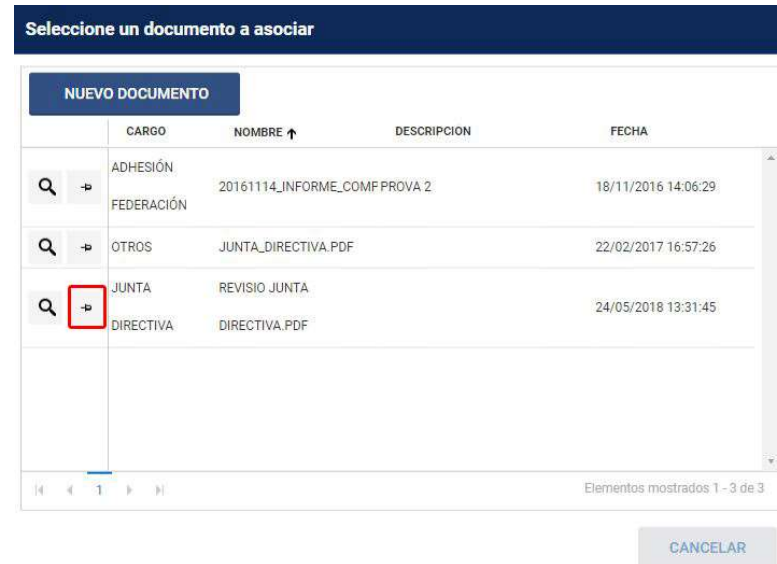 Seleccione un documento a asociar
NUEVO DOCUMENTO
CARGO NOMBRE DESCRIPCION FECHA
ADHESIÓN
FEDERACIÓN
20161114_INFORME_COMF PROVA 2 18/11/2016 14:06:29
OTROS JUNTA_DIRECTIVA.PDF 22/02/2017 16:57:26
JUNTA REVISIO JUNTA
DIRECTIVA DIRECTIVA.PDF
24/05/2018 13:31:45
1
Elementos mostrados 1 - 3 de 3
CANCELAR